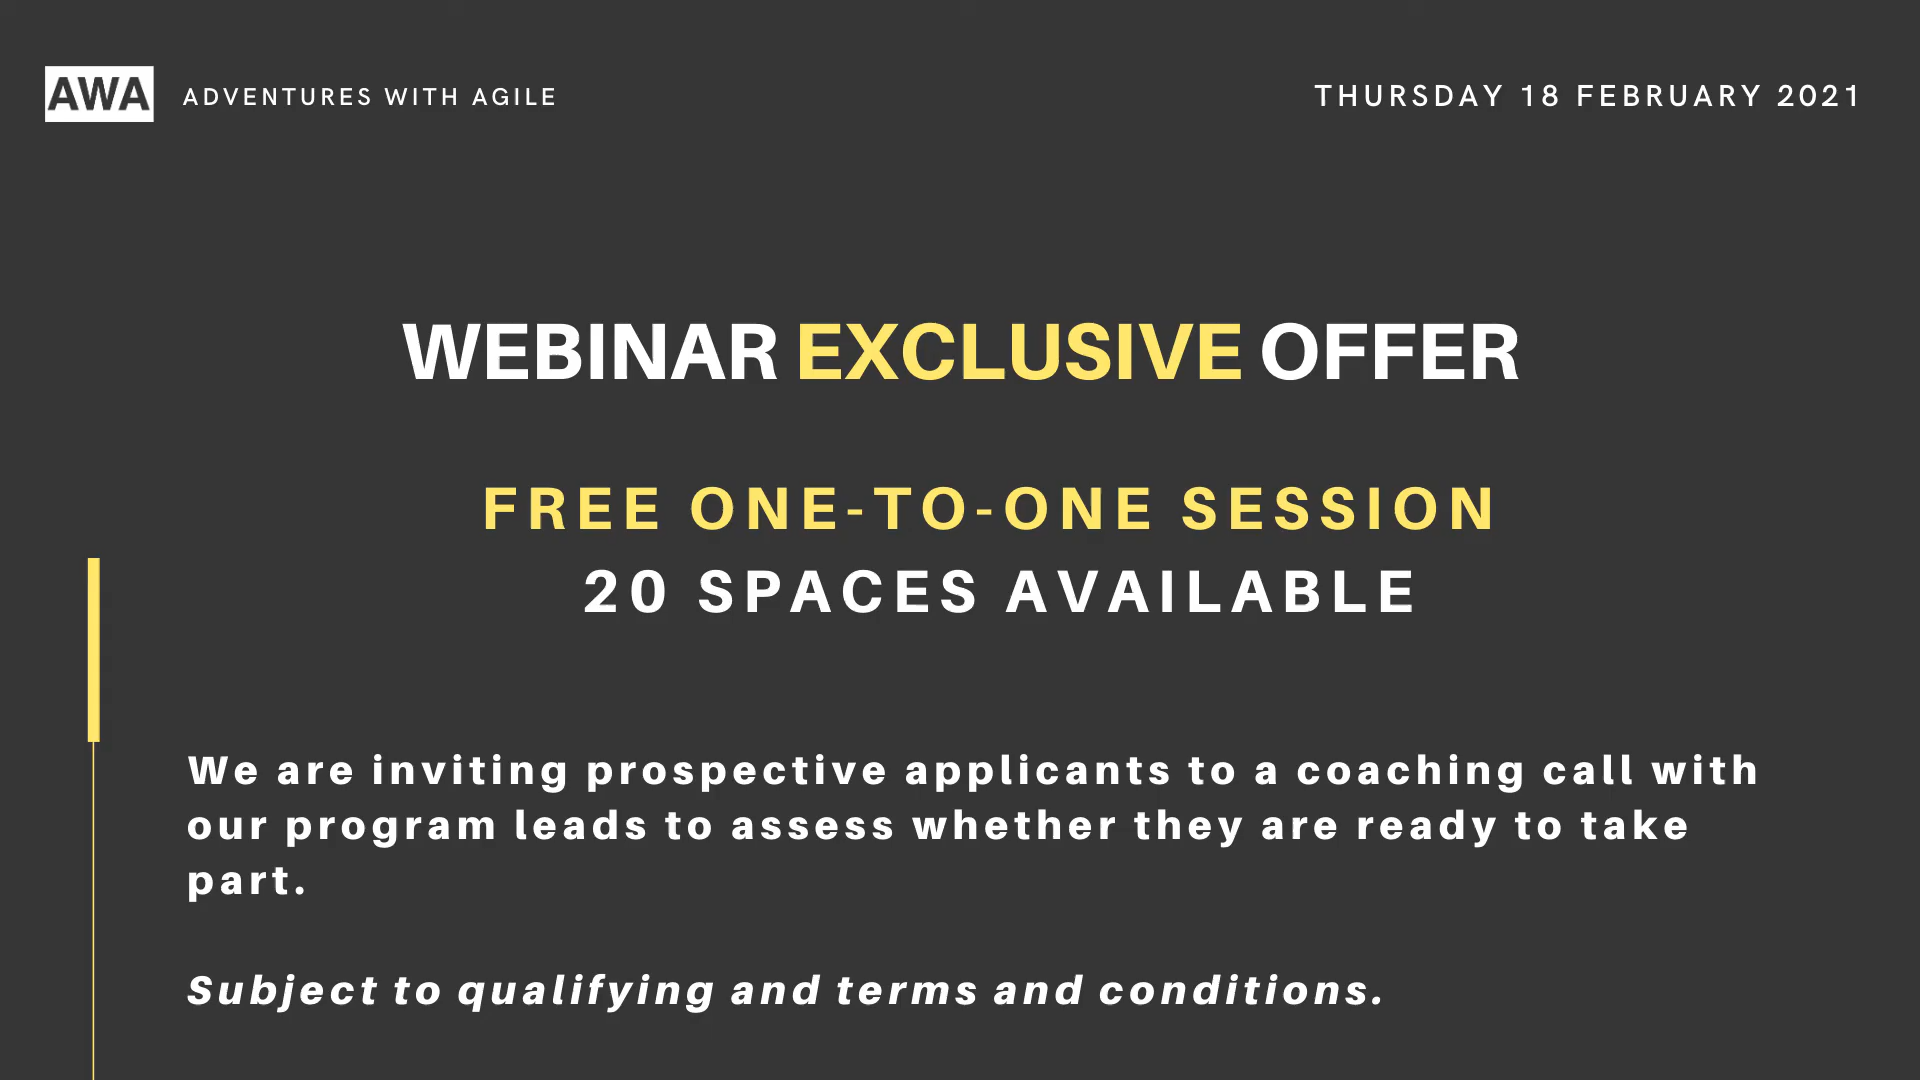 AWA ADVENTURES WITH AGILE
THURSDAY 18 FEBRUARY 2021
WEBINAR EXCLUSIVE OFFER
FREE ONE-TO-ONE SESSION
20 SPACES AVAILABLE
We are inviting prospective applicants to a coaching call with
our program leads to assess whether they are ready to take
part.
Subject to qualifying and terms and conditions.